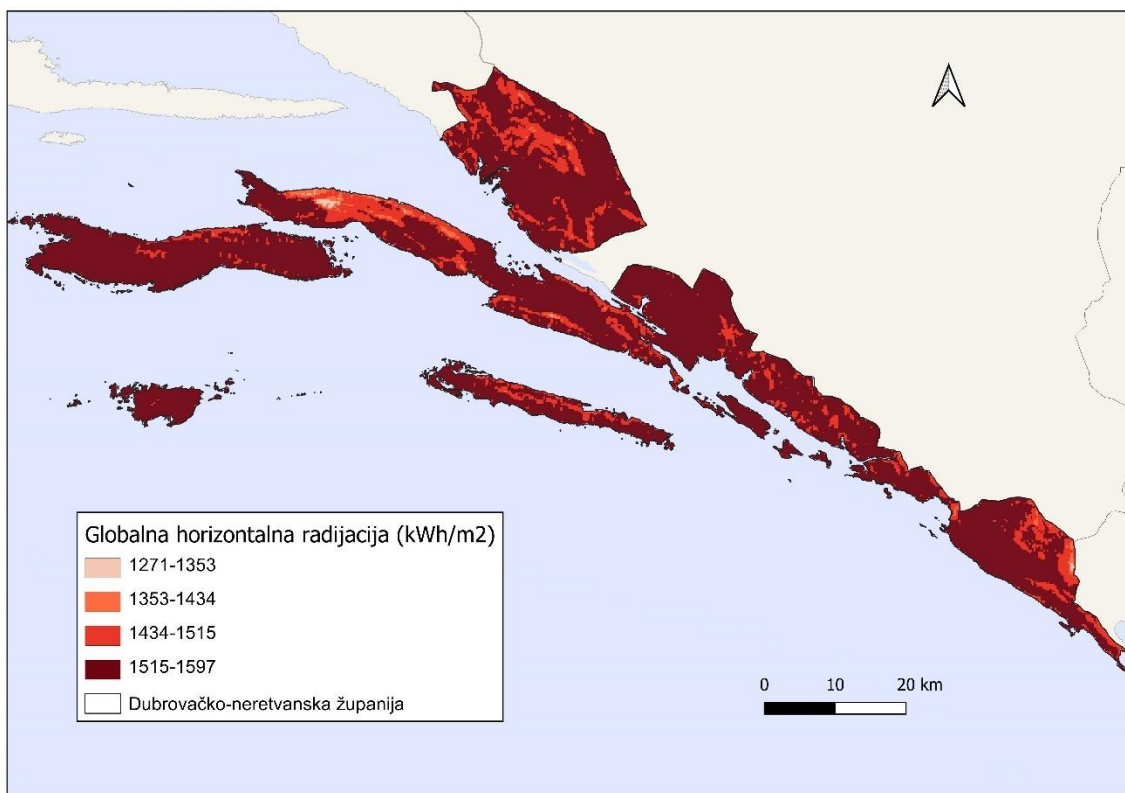 Globalna horizontalna radijacija (kWh/m2)
1271-1353
1353-1434
1434-1515
1515-1597
Dubrovačko-neretvanska županija
0 10 20 km